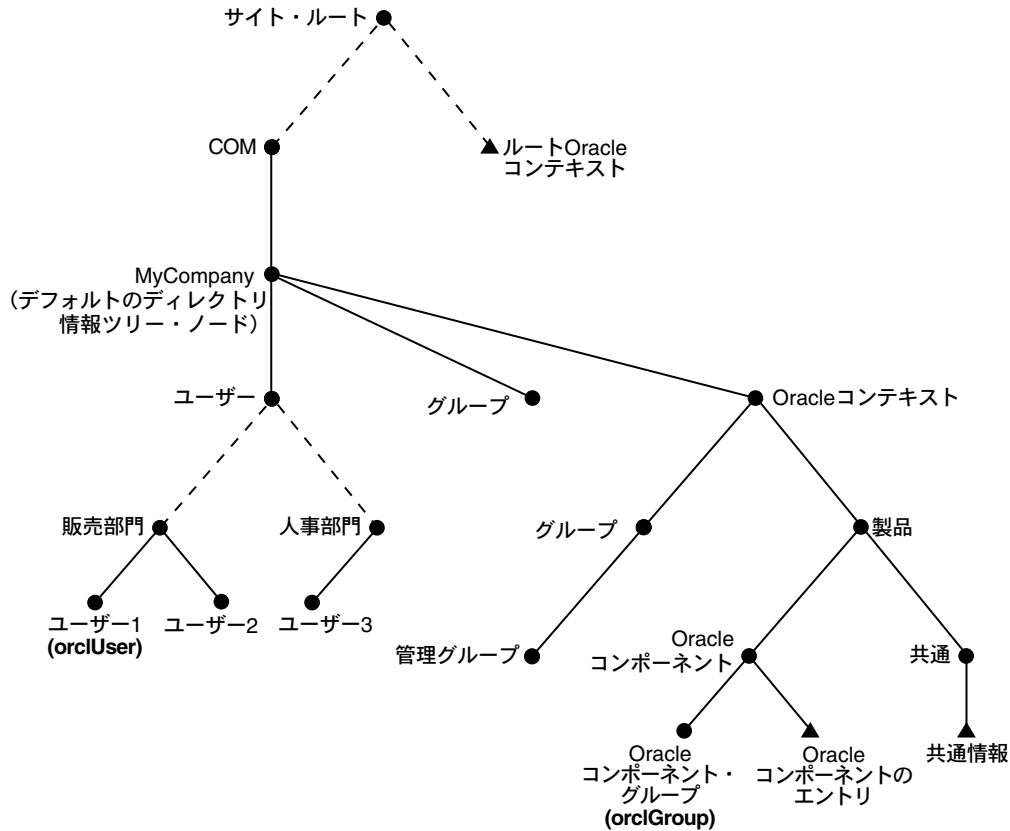 サイト・ルート
COM
ルートOracle
コンテキスト
MyCompany
（デフォルトのディレクトリ
情報ツリー・ノード）
ユーザー
グループ
Oracleコンテキスト
販売部門
人事部門
グループ
製品
ユーザー1
(orclUser)
ユーザー2
ユーザー3
管理グループ
Oracle
コンポーネント
共通
Oracle
コンポーネント・
グループ
(orclGroup)
Oracle
コンポーネントの
エントリ
共通情報